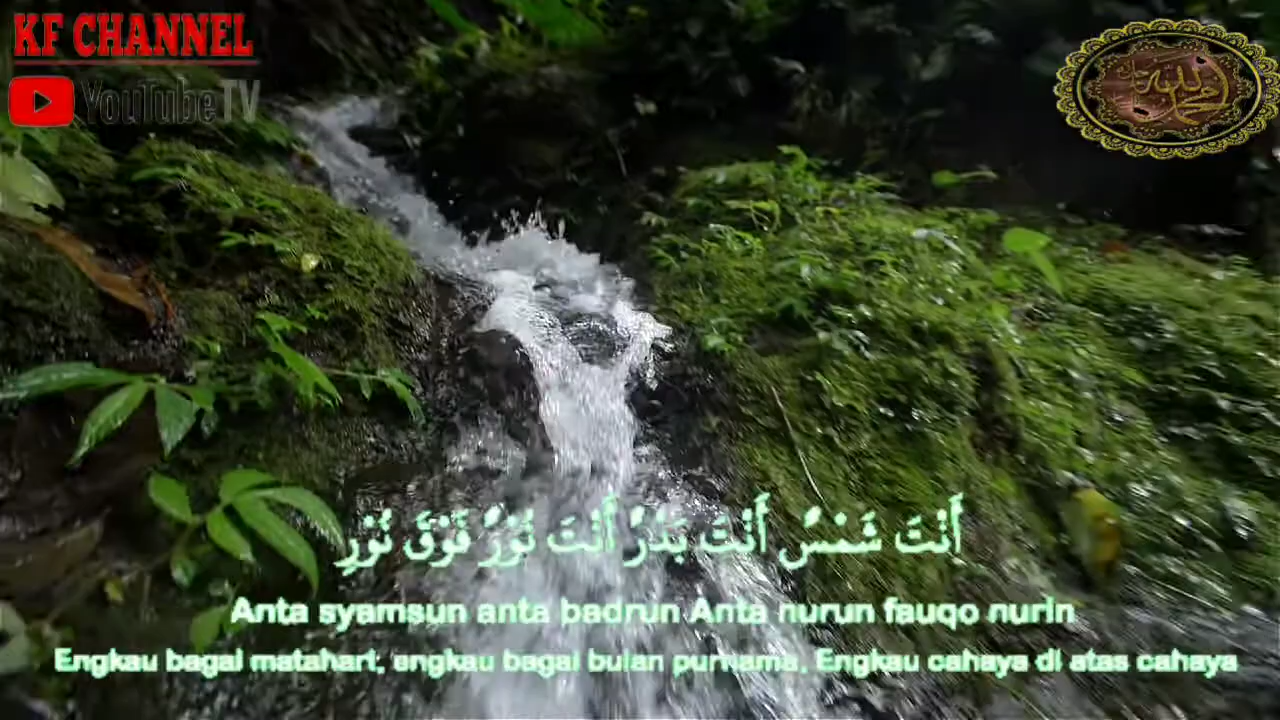 KF CHANNEL
YouTubeTV
أَنْتَ شَمْسٌ أَنْتَ بَدْرٌ أَنْتَ نُوْرٌ فَوْقَ نُوْرٍ
Anta syamsun anta badrun Anta nurun fauqo nurin
Engkau bagai matahari, engkau bagai bulan purnama, Engkau cahaya di atas cahaya